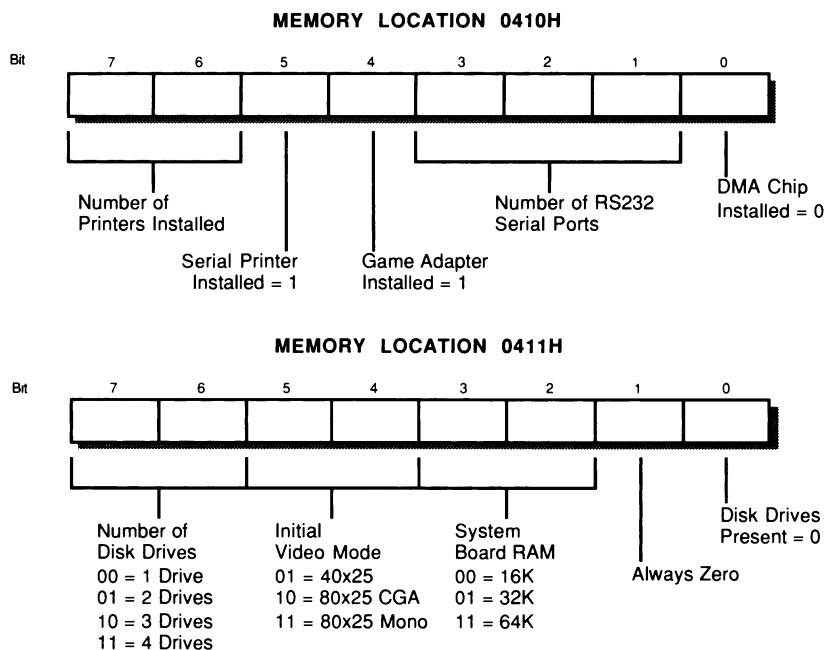 MEMORY LOCATION 0410H
Bit 7 6 5 4 3 2 1 0
Number of
Printers Installed
Serial Printer
Installed = 1
Game Adapter
Installed = 1
Number of RS232
Serial Ports
DMA Chip
Installed = 0
MEMORY LOCATION 0411H
Bit 7 6 5 4 3 2 1 0
Number of
Disk Drives
00 = 1 Drive
01 = 2 Drives
10 = 3 Drives
11 = 4 Drives
Initial
Video Mode
01 = 40x25
10 = 80x25 CGA
11 = 80x25 Mono
System
Board RAM
00 = 16K
01 = 32K
11 = 64K
Always Zero
Disk Drives
Present = 0